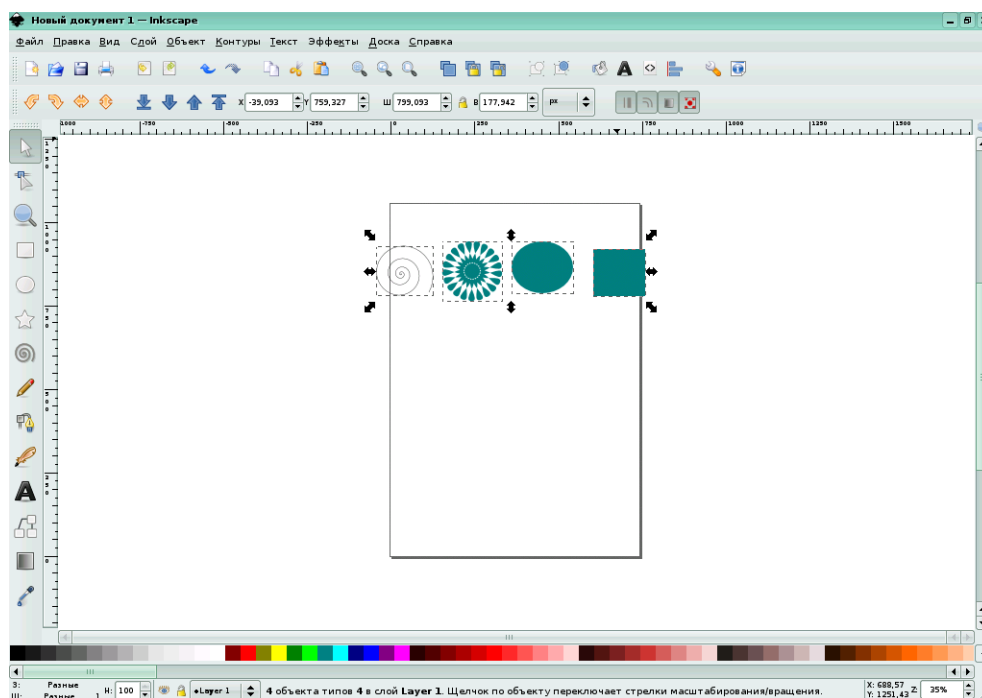 Новый документ 1 — Inkscape
Файл Правка Вид Слой Объект Контуры Текст Эффекты Доска Справка
X -39,093 Y 759,327 Ш 799,093 В 177,942 px
1000 -750 -500 -250 0 250 500 750 1000 1250 1500
З: Разные Н: 100 •Layer 1 4 объекта типов 4 в слой Layer 1. Щелчок по объекту переключает стрелки масштабирования/вращения. X: 688,57 Z: 35%
Ш: Разные 1 Y: 1251,43